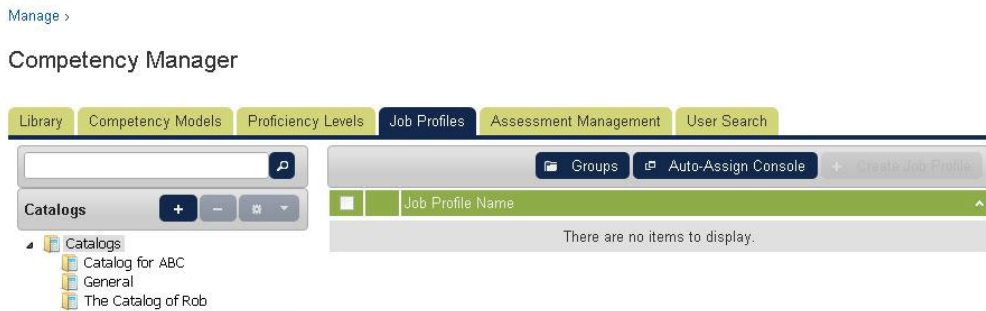 Manage >
Competency Manager
Library Competency Models Proficiency Levels Job Profiles Assessment Management User Search
Groups Auto-Assign Console + Create Job Profile
Catalogs + −
Job Profile Name
There are no items to display.
Catalogs
Catalog for ABC
General
The Catalog of Rob